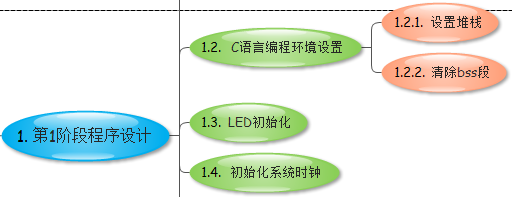 1.2. C语言编程环境设置
1.2.1. 设置堆栈
1.2.2. 清除bss段
1. 第1阶段程序设计
1.3. LED初始化
1.4. 初始化系统时钟